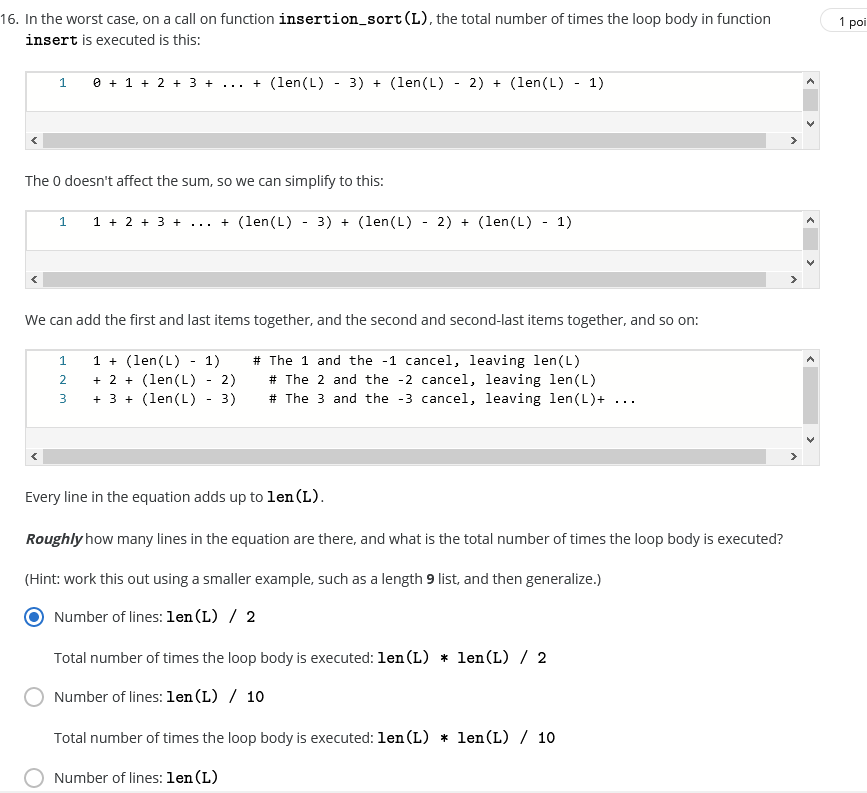 16. In the worst case, on a call on function insertion_sort(L), the total number of times the loop body in function
insert is executed is this:
1 poi
1 0 + 1 + 2 + 3 + ... + (len(L) - 3) + (len(L) - 2) + (len(L) - 1)
The 0 doesn't affect the sum, so we can simplify to this:
1 1 + 2 + 3 + ... + (len(L) - 3) + (len(L) - 2) + (len(L) - 1)
We can add the first and last items together, and the second and second-last items together, and so on:
1 1 + (len(L) - 1) # The 1 and the -1 cancel, leaving len(L)
2 + 2 + (len(L) - 2) # The 2 and the -2 cancel, leaving len(L)
3 + 3 + (len(L) - 3) # The 3 and the -3 cancel, leaving len(L)+ ...
Every line in the equation adds up to len(L).
Roughly how many lines in the equation are there, and what is the total number of times the loop body is executed?
(Hint: work this out using a smaller example, such as a length 9 list, and then generalize.)
Number of lines: len(L) / 2
Total number of times the loop body is executed: len(L) * len(L) / 2
Number of lines: len(L) / 10
Total number of times the loop body is executed: len(L) * len(L) / 10
Number of lines: len(L)